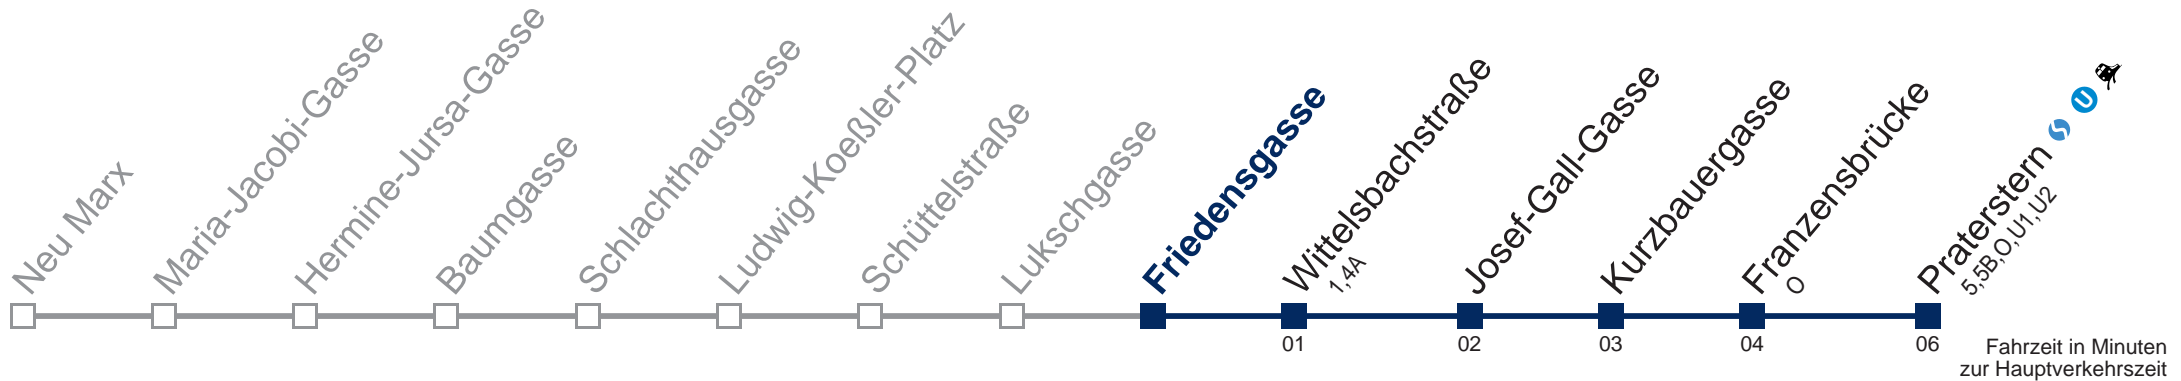 Neu Marx
Maria-Jacobi-Gasse
Hermine-Jursa-Gasse
Baumgasse
Schlachthausgasse
Ludwig-Koeßler-Platz
Schüttelstraße
Lukschgasse
Friedensgasse
Wittelsbachstraße
1,4A
Josef-Gall-Gasse
Kurzbauergasse
Franzensbrücke
O
Praterstern S U
5,5B,O,U1,U2
01
02
03
04
06
Fahrzeit in Minuten
zur Hauptverkehrszeit